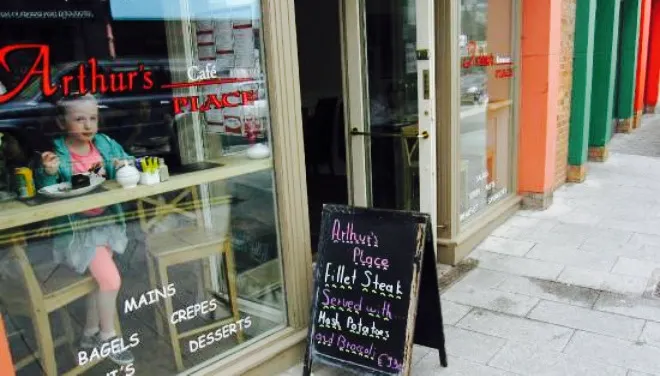 Arthur's
Café
PLACE
MAINS
CREPES
BAGELS
DESSERTS
Arthur's
Place
Fillet Steak
Served with
Mash Potatoes
and Broccoli